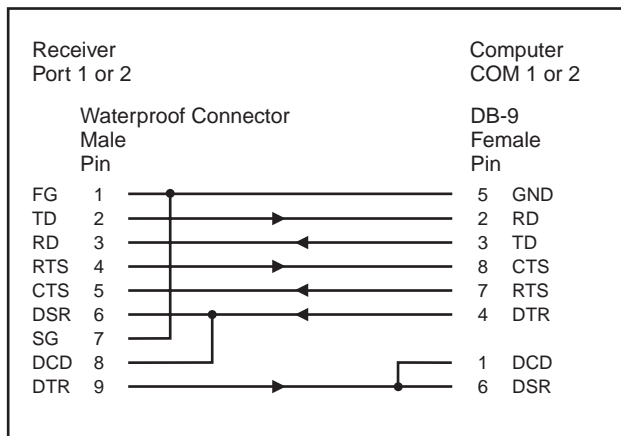 Receiver Computer
Port 1 or 2 COM 1 or 2
Waterproof Connector DB-9
Male Female
Pin Pin
FG 1 5 GND
TD 2 2 RD
RD 3 3 TD
RTS 4 8 CTS
CTS 5 7 RTS
DSR 6 4 DTR
SG 7
DCD 8 1 DCD
DTR 9 6 DSR